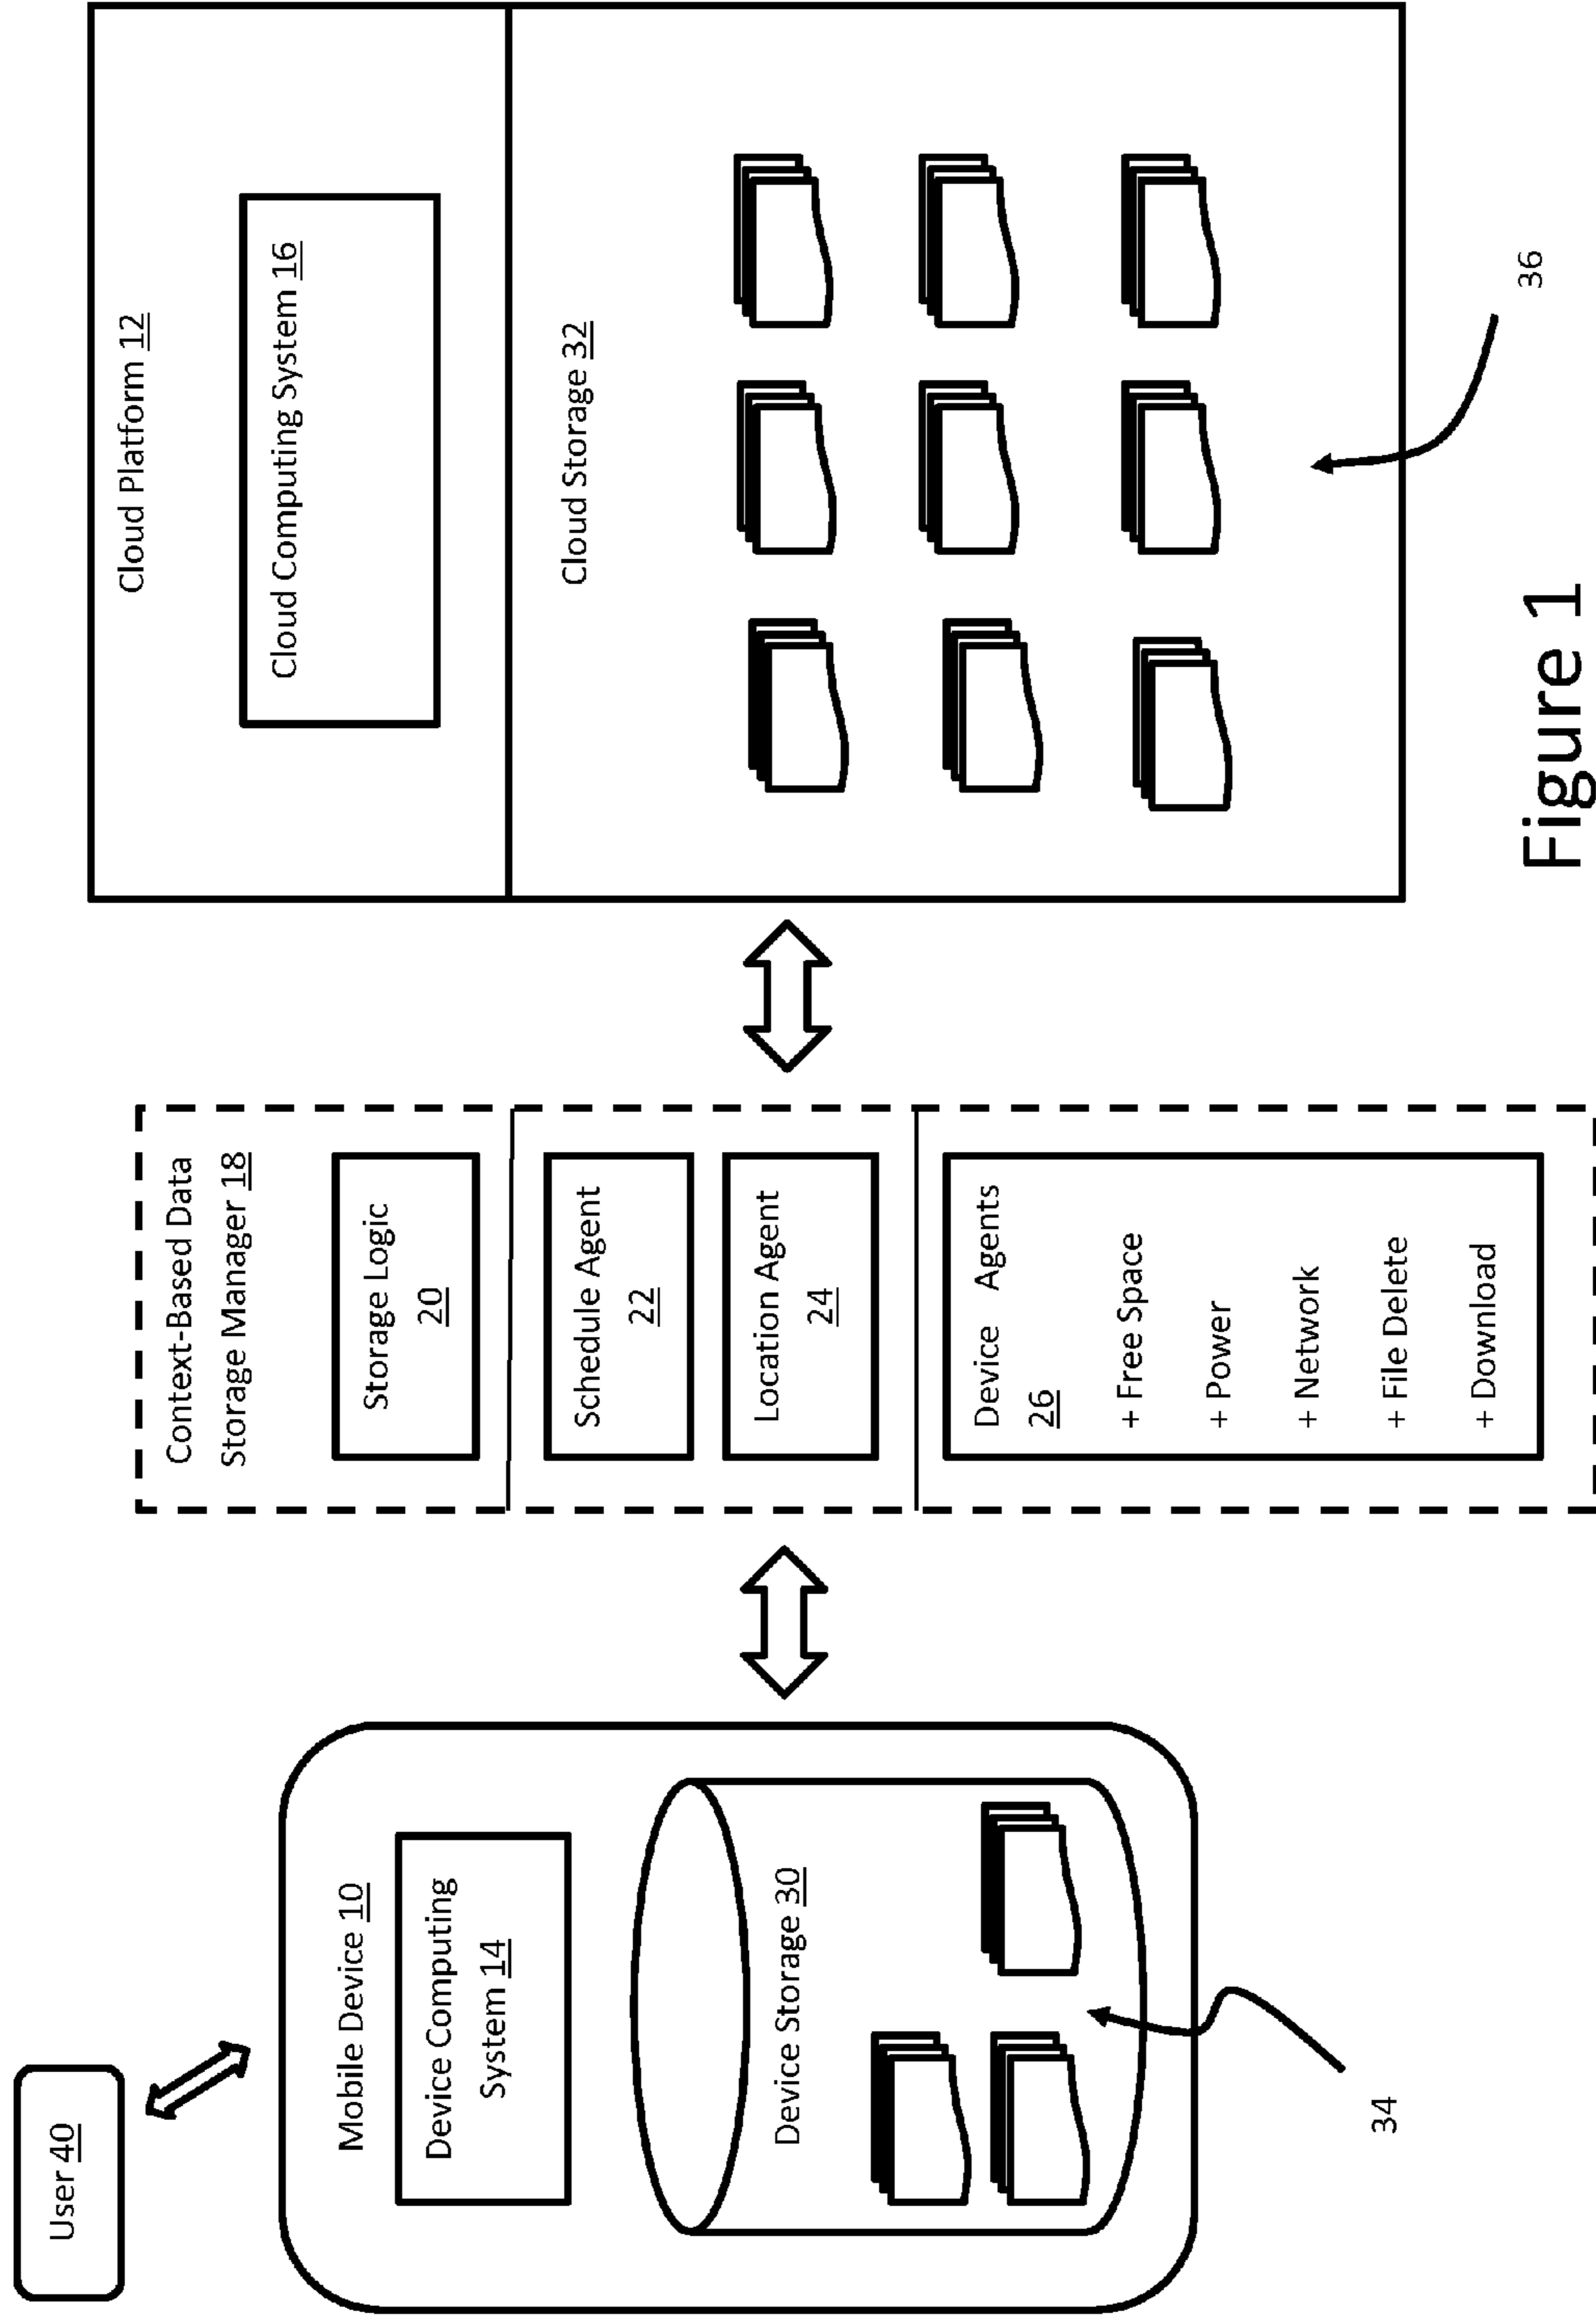 User 40
Mobile Device 10
Device Computing
System 14
Device Storage 30
34
Context-Based Data
Storage Manager 18
Storage Logic
20
Schedule Agent
22
Location Agent
24
Device Agents
26
+ Free Space
+ Power
+ Network
+ File Delete
+ Download
Cloud Platform 12
Cloud Computing System 16
Cloud Storage 32
36
Figure 1